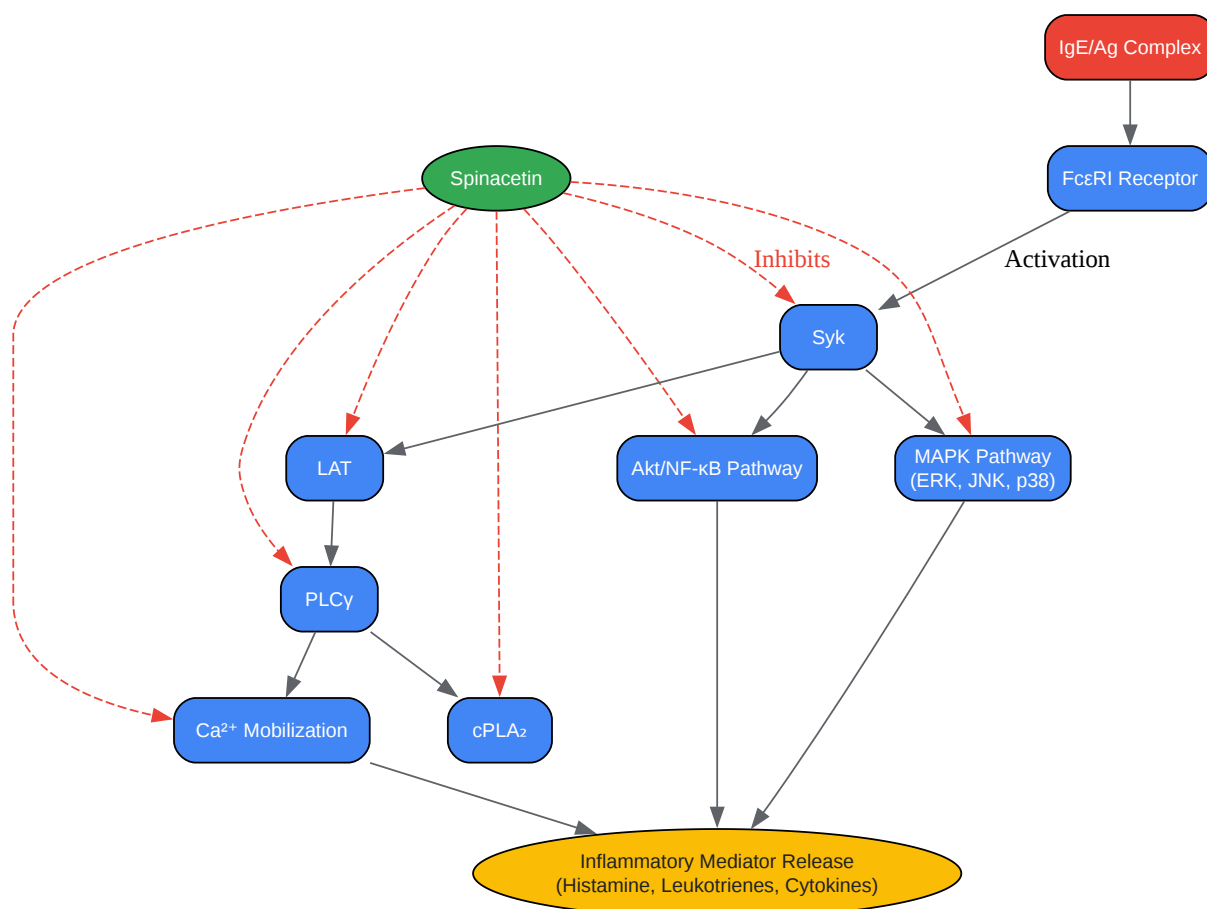 IgE/Ag Complex
FcεRI Receptor
Spinacetin
Inhibits
Activation
Syk
LAT
Akt/NF-κB Pathway
MAPK Pathway
(ERK, JNK, p38)
PLCγ
Ca²⁺ Mobilization
cPLA₂
Inflammatory Mediator Release
(Histamine, Leukotrienes, Cytokines)